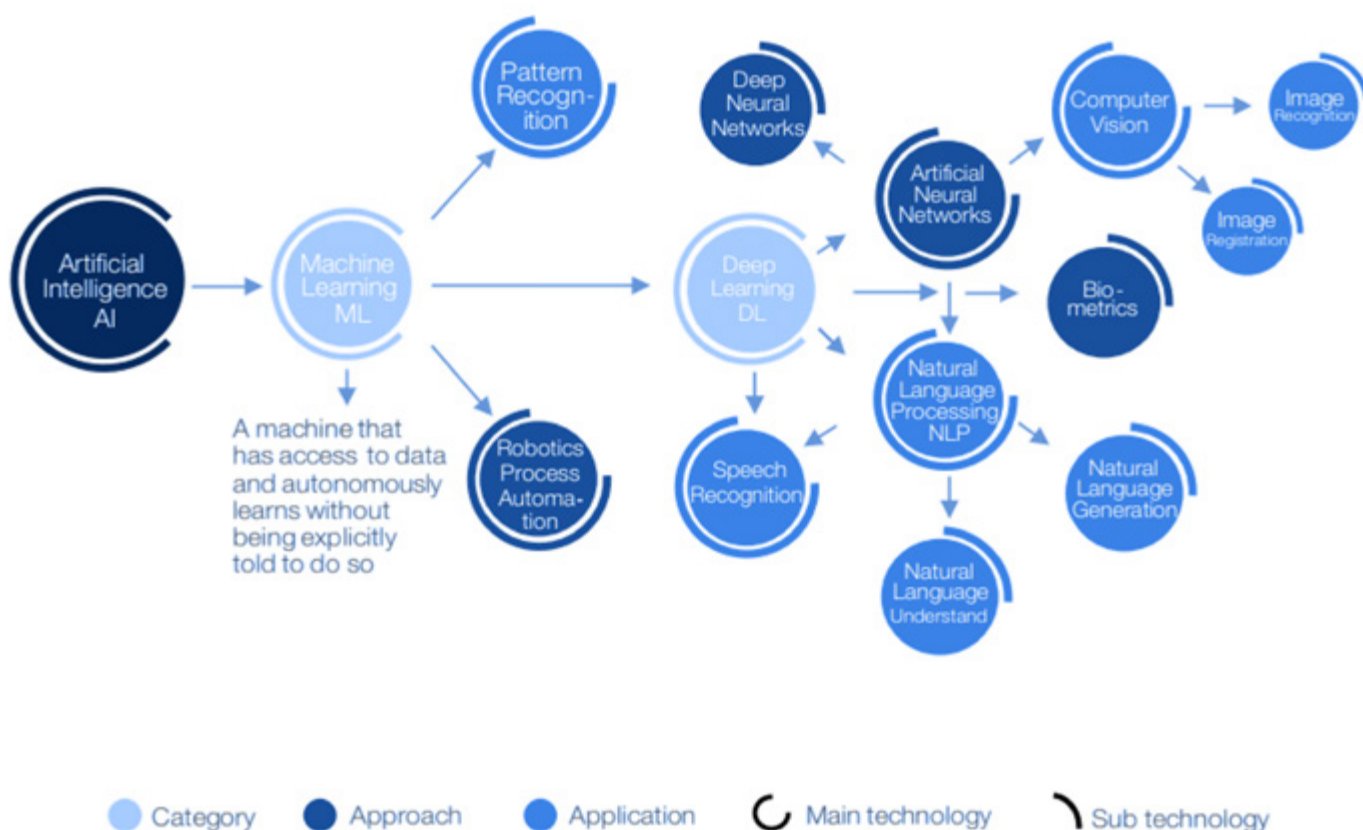 Artificial
Intelligence
AI
Machine
Learning
ML
A machine that
has access to data
and autonomously
learns without
being explicitly
told to do so
Pattern
Recogn-
ition
Robotics
Process
Automa-
tion
Deep
Learning
DL
Deep
Neural
Networks
Artificial
Neural
Networks
Computer
Vision
Image
Recognition
Image
Registration
Bio-
metrics
Natural
Language
Processing
NLP
Speech
Recognition
Natural
Language
Generation
Natural
Language
Understand
Category
Approach
Application
Main technology
Sub technology